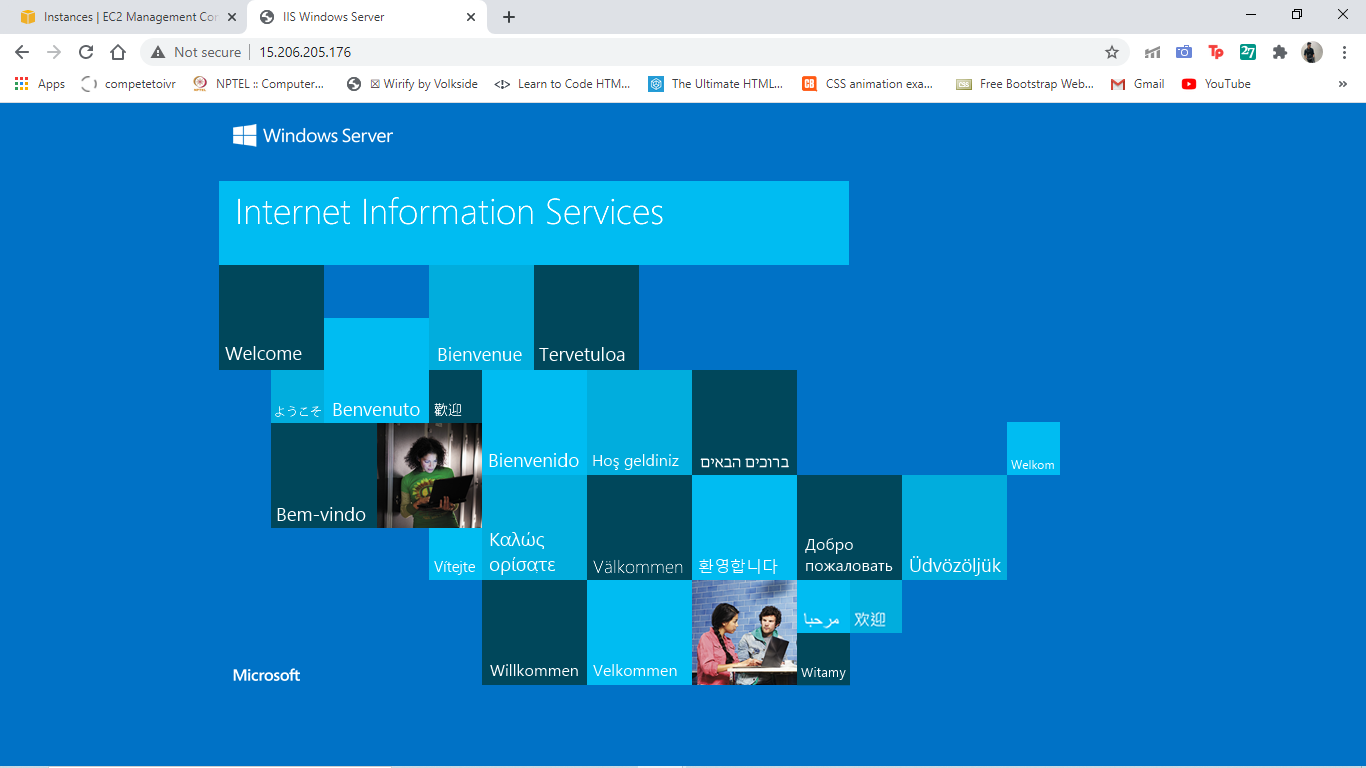 Instances | EC2 Management Con
IIS Windows Server
Not secure
15.206.205.176
Apps
competetoivr
NPTEL :: Computer...
☒ Wirify by Volkside
Learn to Code HTM...
The Ultimate HTML...
CSS animation exa...
Free Bootstrap Web...
Gmail
YouTube
»
Windows Server
Internet Information Services
Welcome
Bienvenue
Tervetuloa
ようこそ
Benvenuto
歡迎
Bienvenido
Hoş geldiniz
ברוכים הבאים
Welkom
Bem-vindo
Vítejte
Καλώς
ορίσατε
Välkommen
환영합니다
Добро
пожаловать
Üdvözöljük
Willkommen
Velkommen
مرحبا
欢迎
Witamy
Microsoft